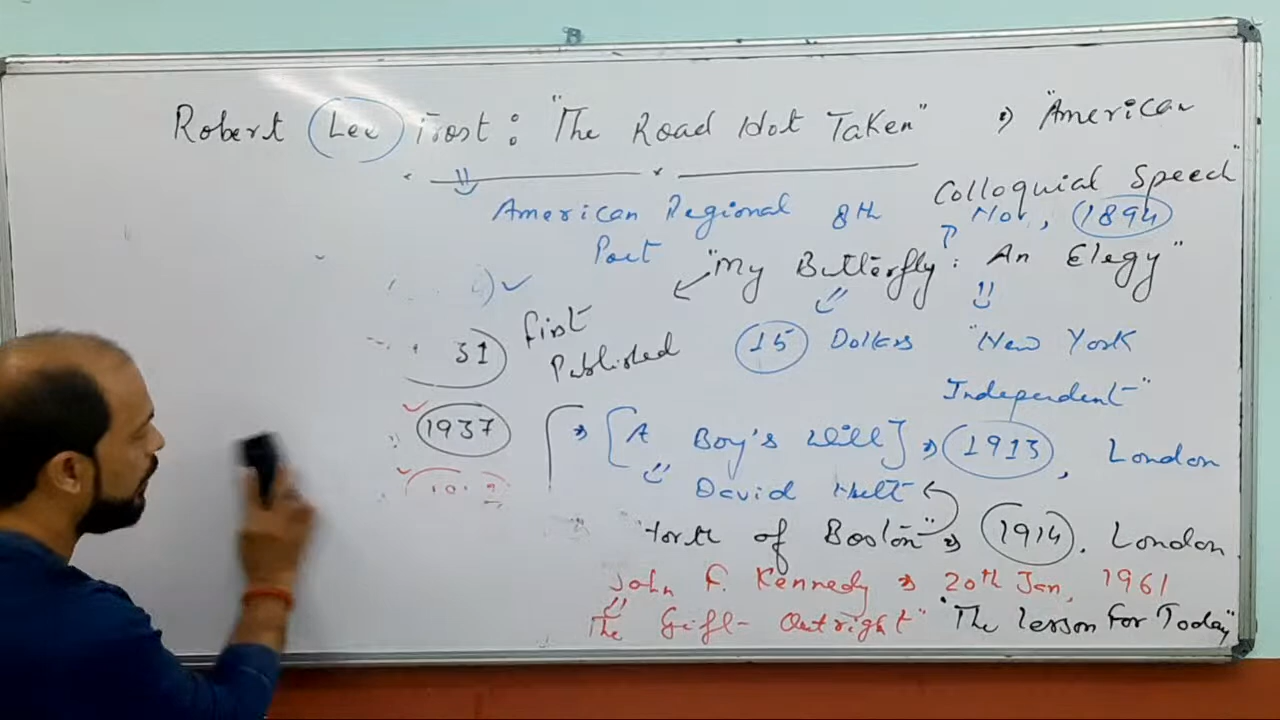 Robert Lee Frost : "The Road Not Taken" → "American
Colloquial Speech"
American Regional 8th Nov, 1894
Poet "My Butterfly : An Elegy"
31 First
Published 15 Dollars "New York
Independent"
1937 → [A Boy's Will] → 1913, London
David Nutt
North of Boston" → 1914, London
John F. Kennedy → 20th Jan, 1961
The Gift Outright" "The Lesson For Today"